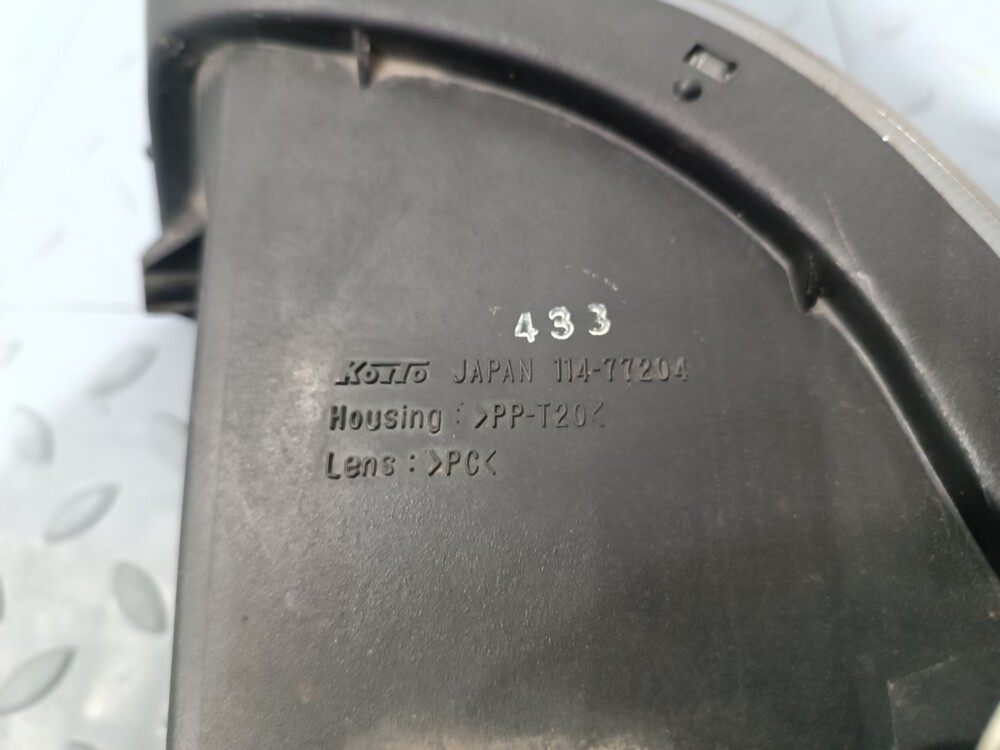 433
KOITO JAPAN 114-77204
Housing : >PP-T20<
Lens : >PC<